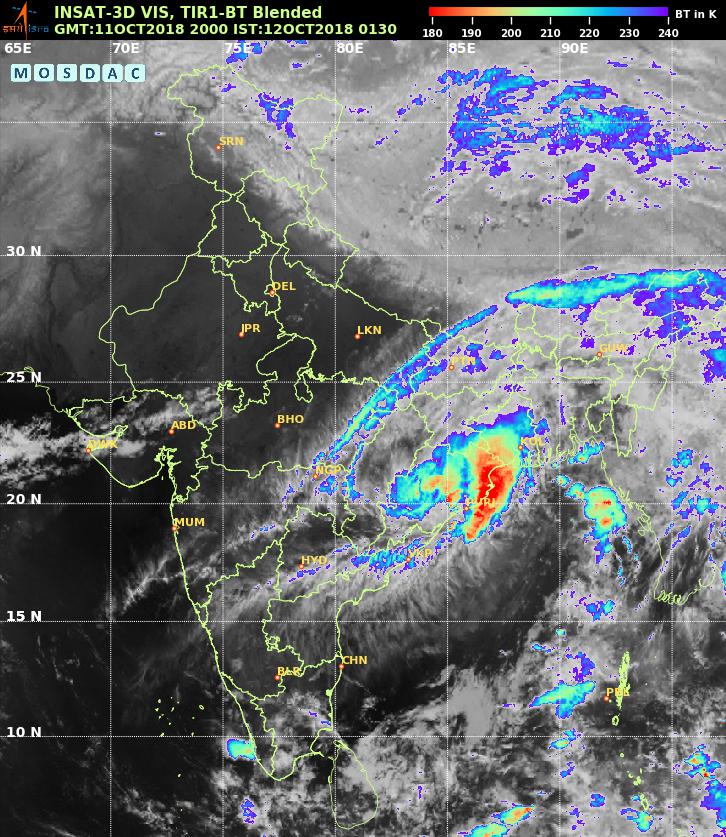 INSAT-3D VIS, TIR1-BT Blended
GMT:11OCT2018 2000 IST:12OCT2018 0130
BT in K
180 190 200 210 220 230 240
65E 70E 75E 80E 85E 90E
MOSDAC
SRN
30 N
DEL
JPR LKN
GUW
PTN
25 N
ABD BHO
DWK KOL
NGP
20 N
MUM
HYD
15 N
CHN
BLR
PBL
10 N